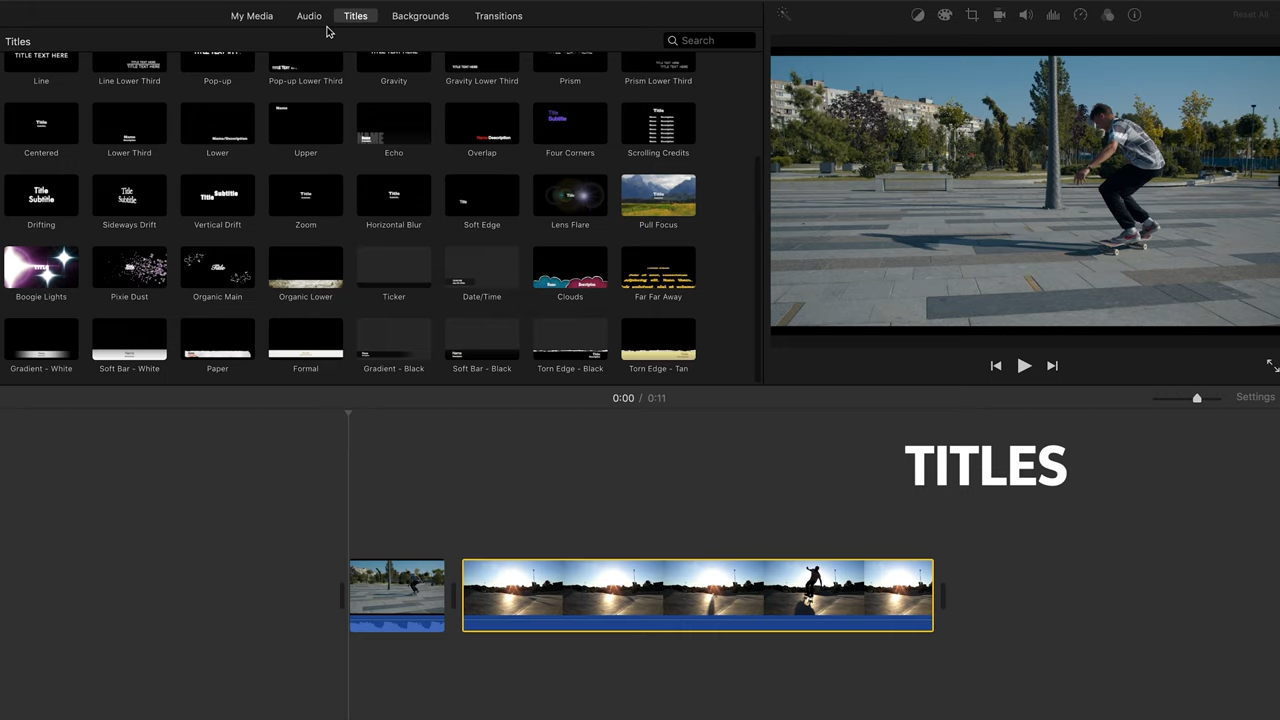 My Media Audio Titles Backgrounds Transitions
Reset All
Titles
Search
TITLE TEXT HERE
Line Line Lower Third Pop-up Pop-up Lower Third Gravity Gravity Lower Third Prism Prism Lower Third
Centered Lower Third Lower Upper Echo Overlap Four Corners Scrolling Credits
Drifting Sideways Drift Vertical Drift Zoom Horizontal Blur Soft Edge Lens Flare Pull Focus
Boogie Lights Pixie Dust Organic Main Organic Lower Ticker Date/Time Clouds Far Far Away
Gradient - White Soft Bar - White Paper Formal Gradient - Black Soft Bar - Black Torn Edge - Black Torn Edge - Tan
0:00 / 0:11
Settings
TITLES